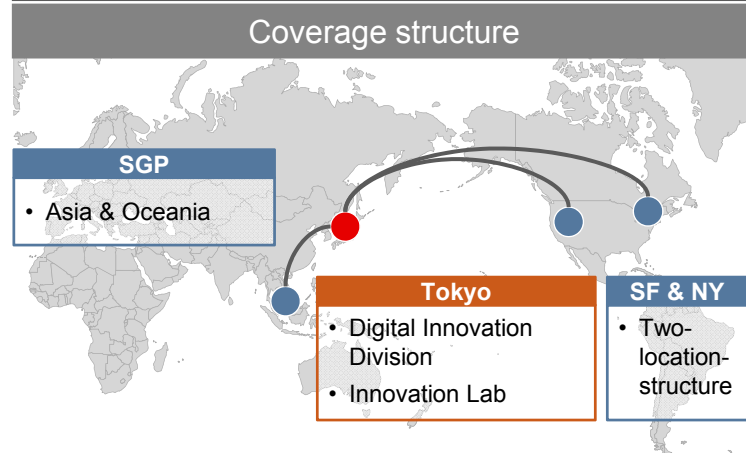 Coverage structure
SGP
• Asia & Oceania
Tokyo
• Digital Innovation
Division
• Innovation Lab
SF & NY
• Two-
location-
structure